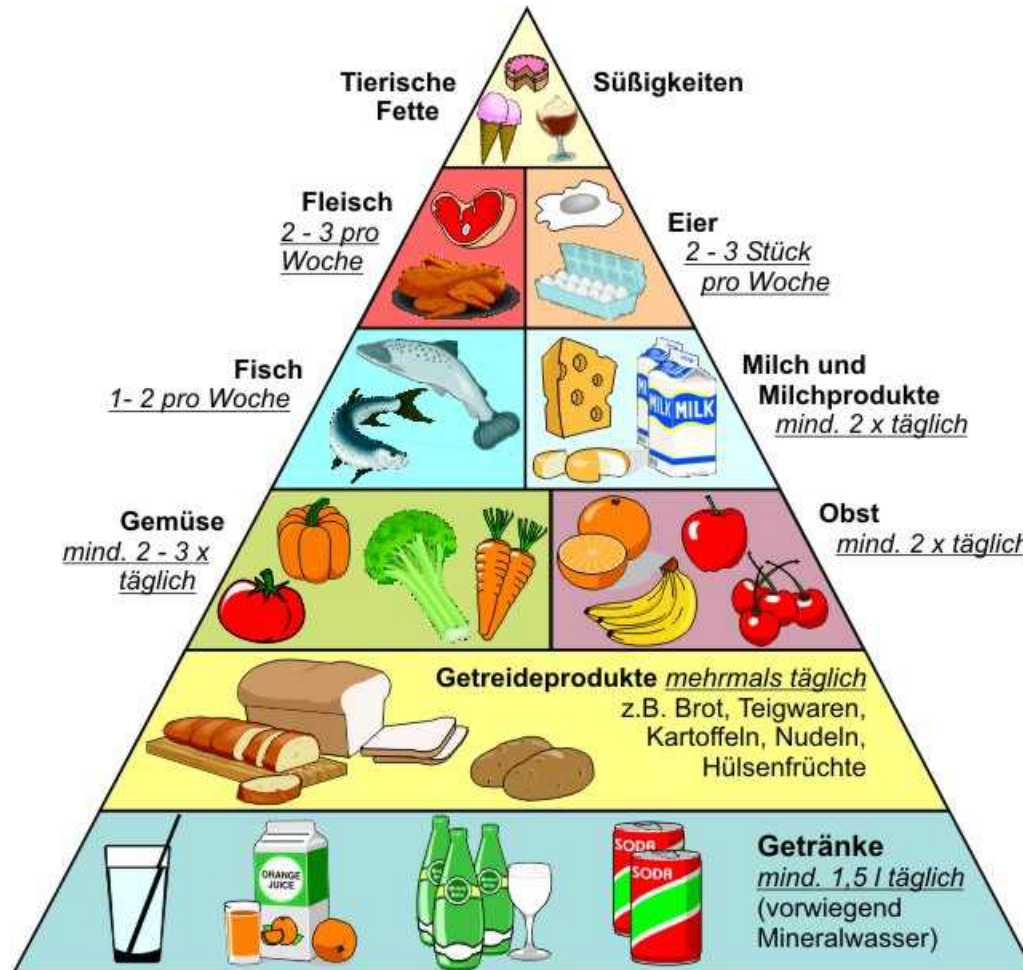 Tierische
Fette
Süßigkeiten
Fleisch
2 - 3 pro
Woche
Eier
2 - 3 Stück
pro Woche
Fisch
1- 2 pro Woche
Milch und
Milchprodukte
mind. 2 x täglich
MILK
MILK
Gemüse
mind. 2 - 3 x
täglich
Obst
mind. 2 x täglich
Getreideprodukte mehrmals täglich
z.B. Brot, Teigwaren,
Kartoffeln, Nudeln,
Hülsenfrüchte
ORANGE
JUICE
SODA
SODA
Getränke
mind. 1,5 l täglich
(vorwiegend
Mineralwasser)